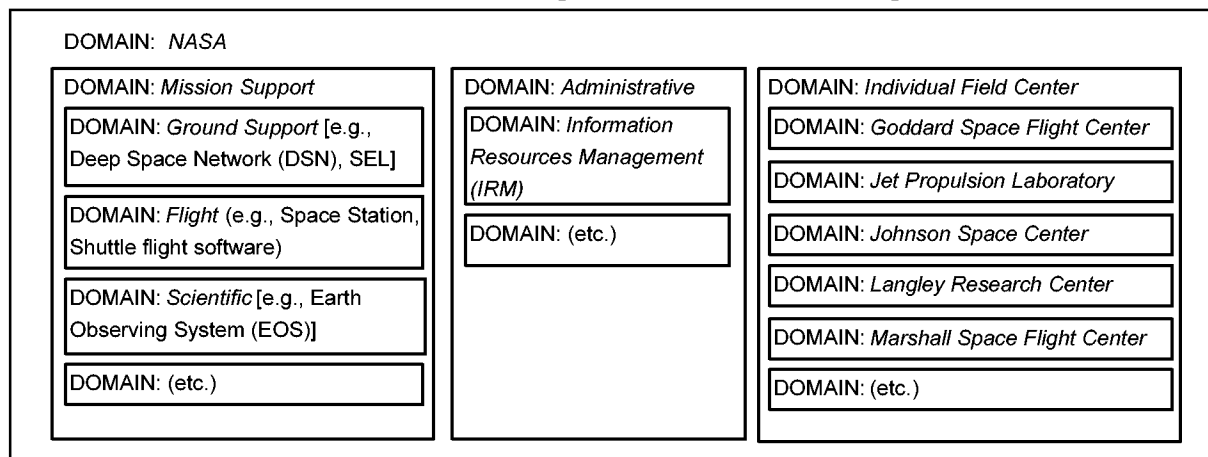 DOMAIN: NASA
DOMAIN: Mission Support
DOMAIN: Ground Support [e.g.,
Deep Space Network (DSN), SEL]
DOMAIN: Flight (e.g., Space Station,
Shuttle flight software)
DOMAIN: Scientific [e.g., Earth
Observing System (EOS)]
DOMAIN: (etc.)
DOMAIN: Administrative
DOMAIN: Information
Resources Management
(IRM)
DOMAIN: (etc.)
DOMAIN: Individual Field Center
DOMAIN: Goddard Space Flight Center
DOMAIN: Jet Propulsion Laboratory
DOMAIN: Johnson Space Center
DOMAIN: Langley Research Center
DOMAIN: Marshall Space Flight Center
DOMAIN: (etc.)